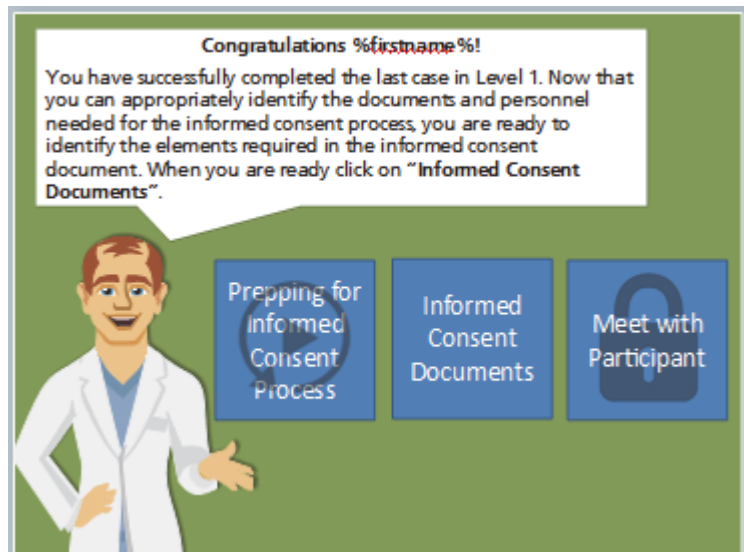 Congratulations %firstname%!
You have successfully completed the last case in Level 1. Now that
you can appropriately identify the documents and personnel
needed for the informed consent process, you are ready to
identify the elements required in the informed consent
document. When you are ready click on “Informed Consent
Documents”.
Prepping for
Informed
Consent
Process
Informed
Consent
Documents
Meet with
Participant